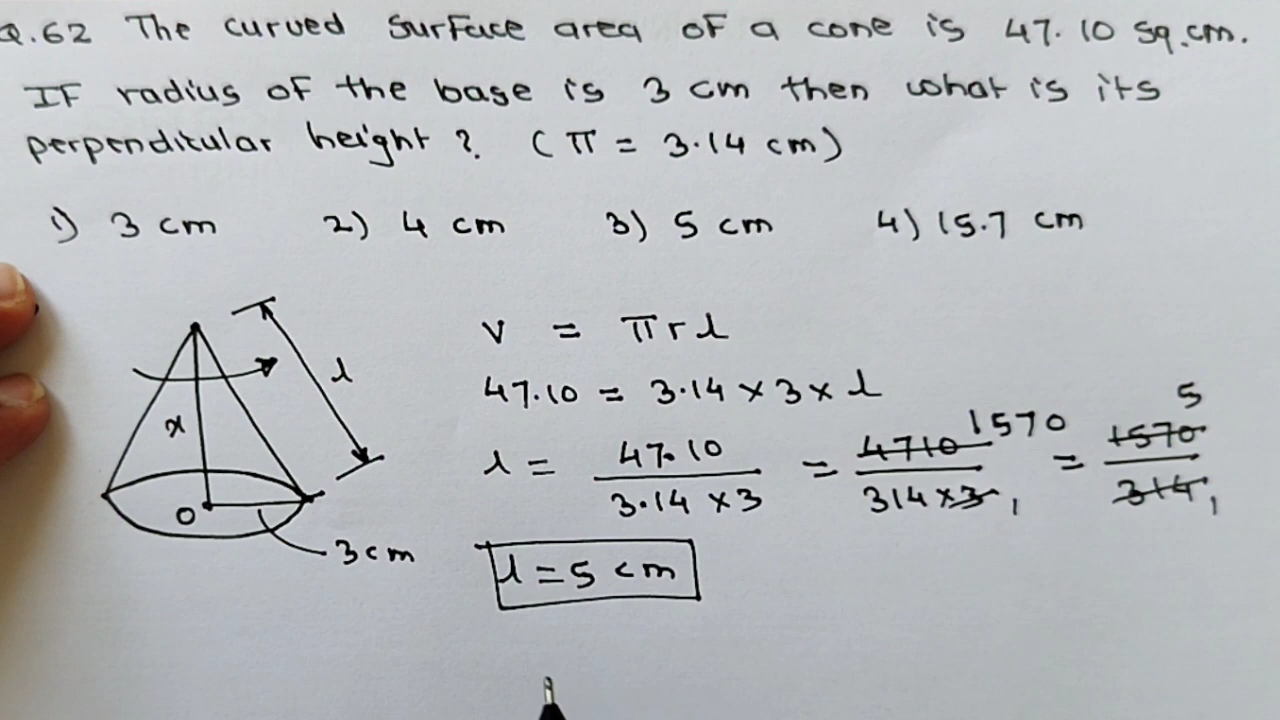 Q.62 The curved surface area of a cone is 47.10 sq.cm.
If radius of the base is 3 cm then what is its
perpenditular height ? (π = 3.14 cm)
1) 3 cm 2) 4 cm 3) 5 cm 4) 15.7 cm
l
x
O
3 cm
V = π r l
47.10 = 3.14 × 3 × l
l = 47.10 / 3.14 × 3 = 4710 1570 / 314 × 3 1 = 5 1570 / 314 1
l = 5 cm